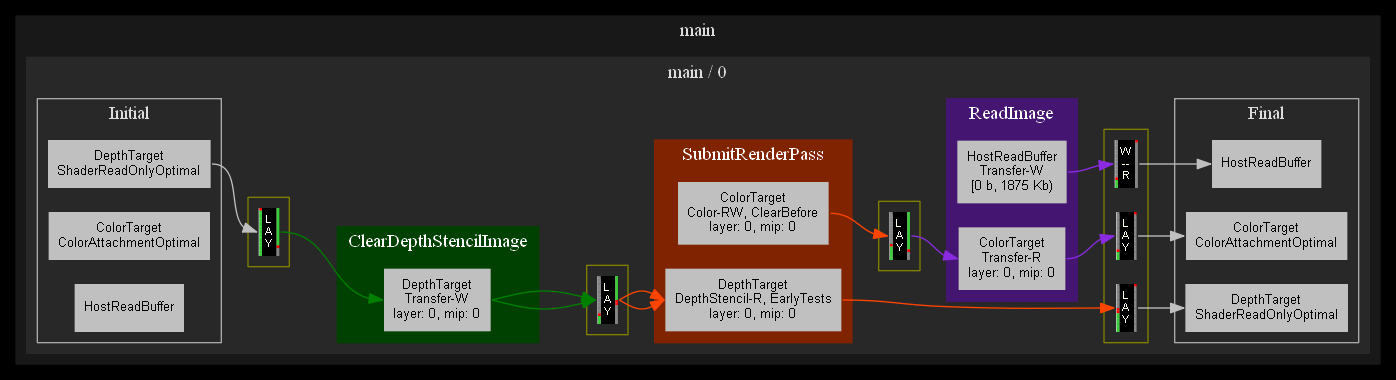 main
main / 0
Initial
DepthTarget
ShaderReadOnlyOptimal
ColorTarget
ColorAttachmentOptimal
HostReadBuffer
L
A
Y
ClearDepthStencilImage
DepthTarget
Transfer-W
layer: 0, mip: 0
L
A
Y
SubmitRenderPass
ColorTarget
Color-RW, ClearBefore
layer: 0, mip: 0
DepthTarget
DepthStencil-R, EarlyTests
layer: 0, mip: 0
L
A
Y
ReadImage
HostReadBuffer
Transfer-W
[0 b, 1875 Kb)
ColorTarget
Transfer-R
layer: 0, mip: 0
W
--
R
L
A
Y
L
A
Y
Final
HostReadBuffer
ColorTarget
ColorAttachmentOptimal
DepthTarget
ShaderReadOnlyOptimal